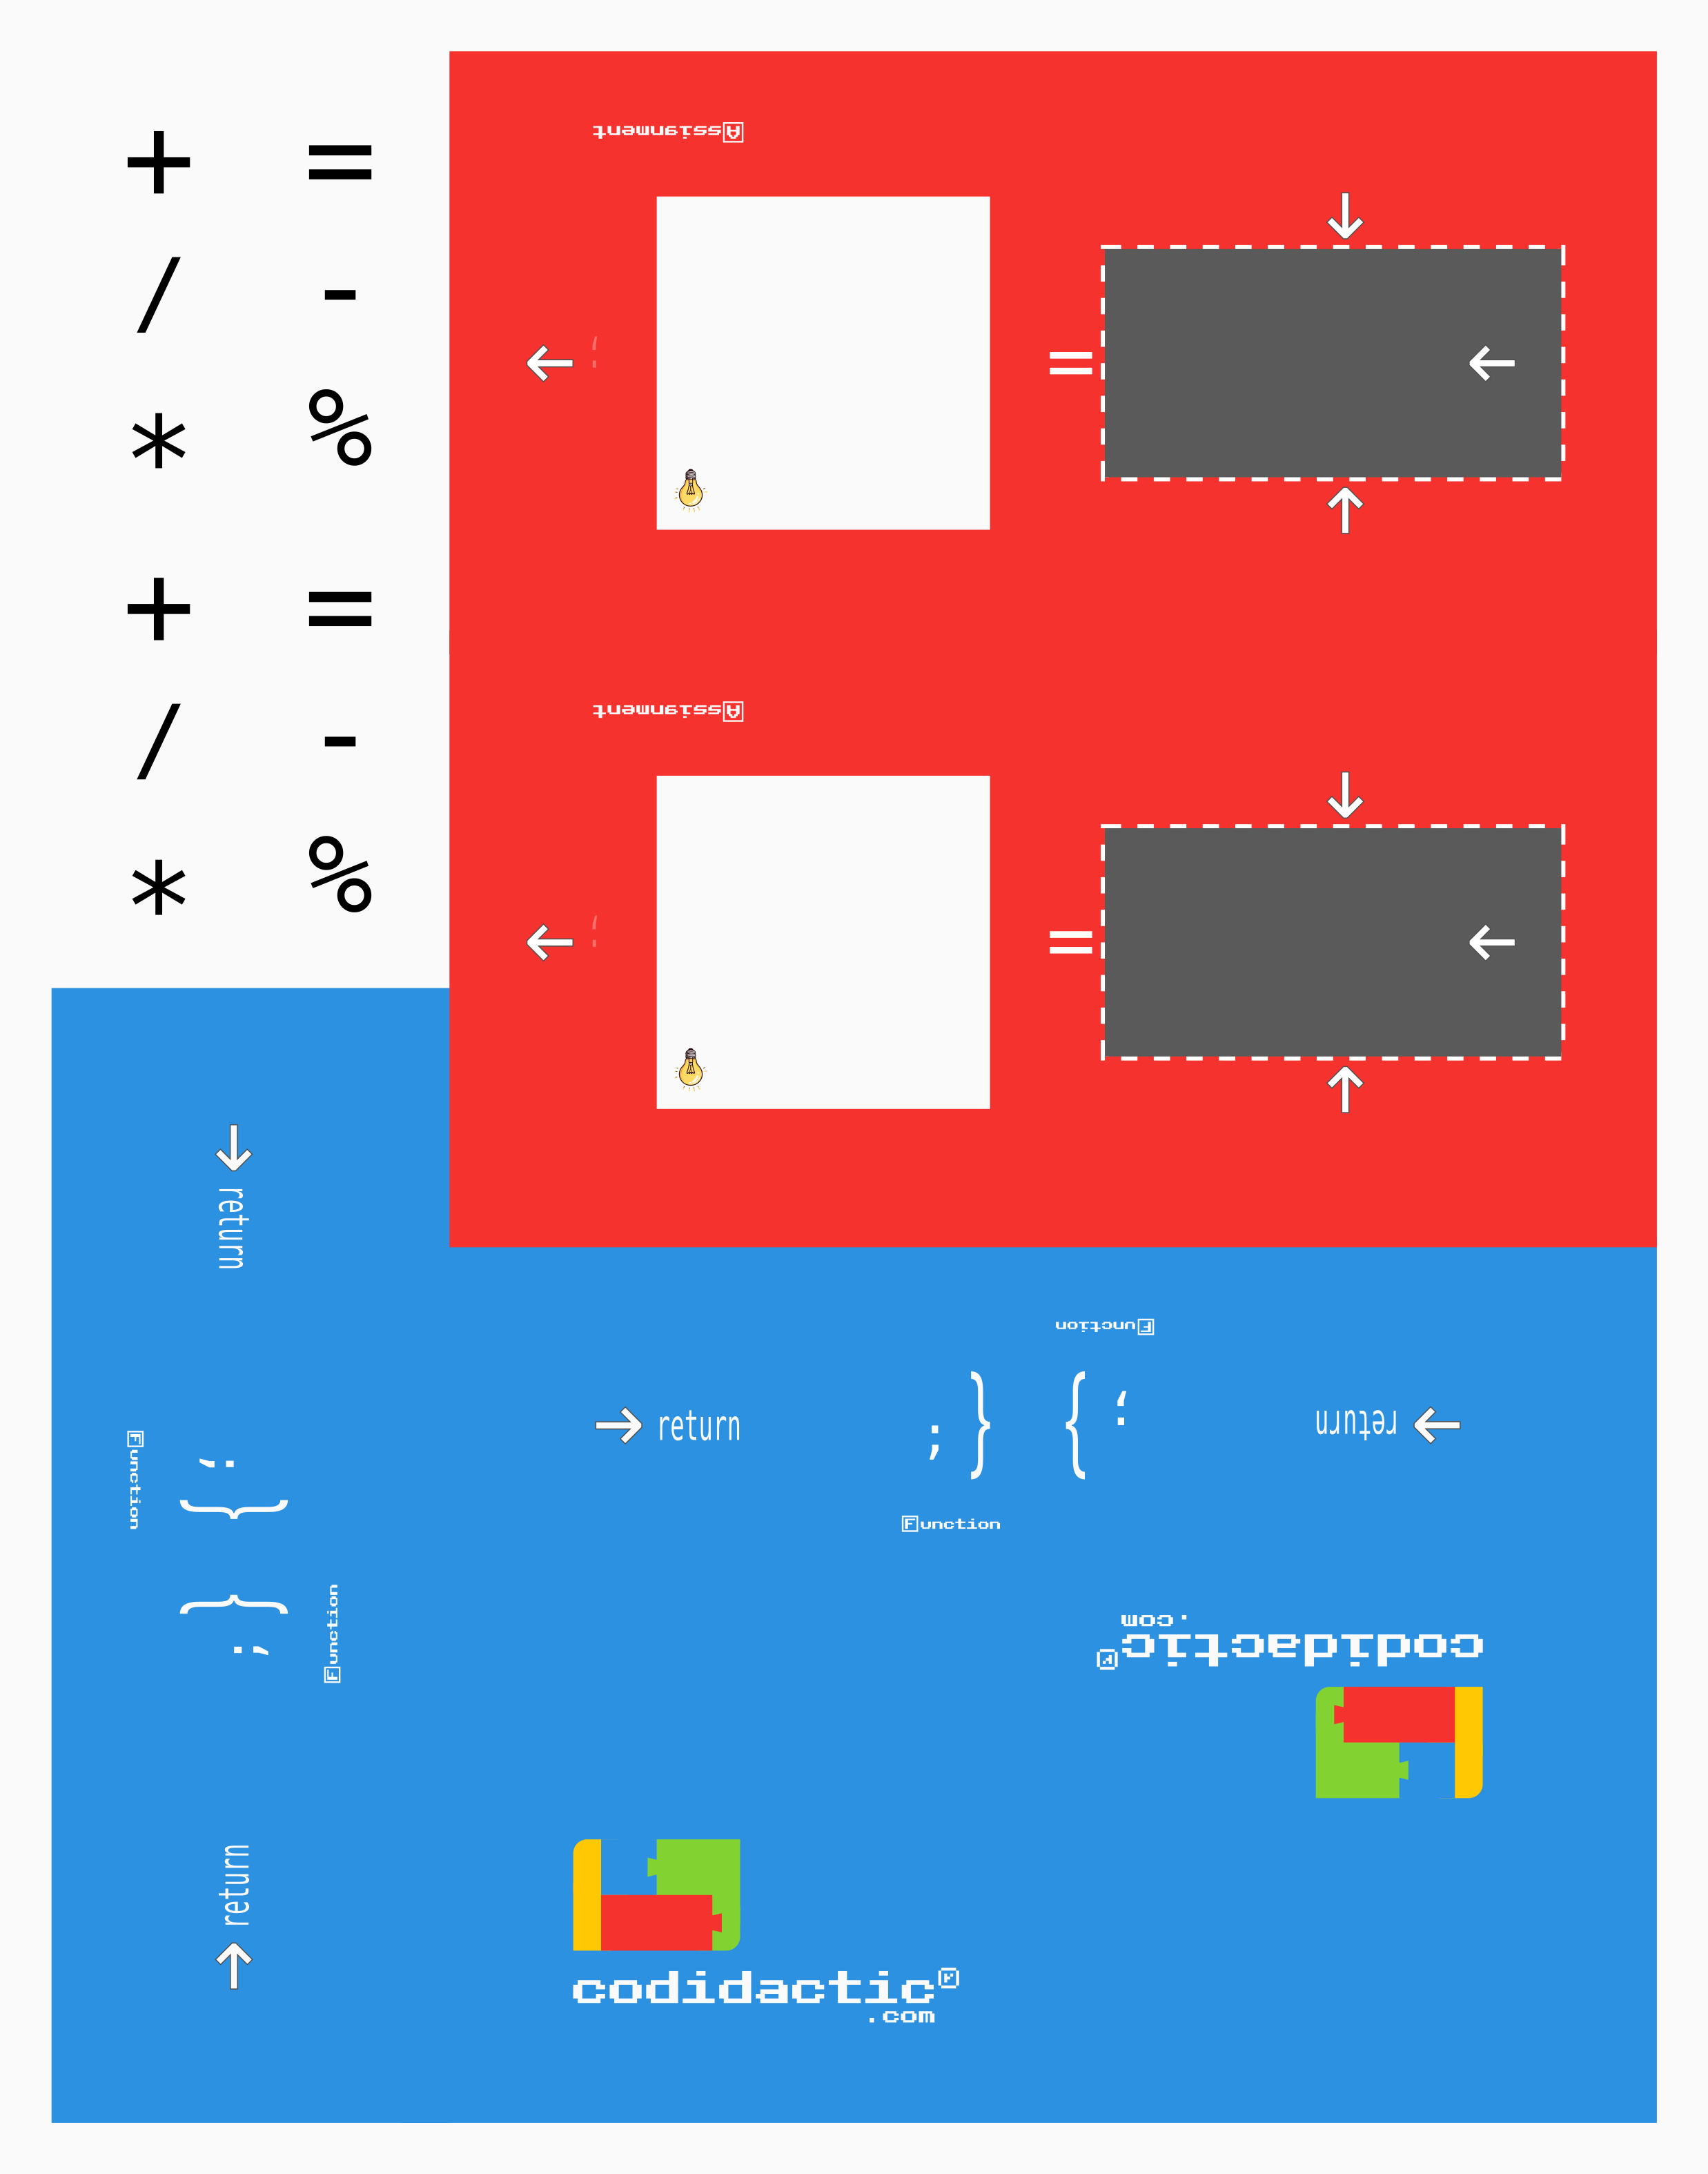 + =
/ -
* %
+ =
/ -
* %
Assignment
; =
Assignment
; =
return
Function
; }
} ;
Function
return
Function
return ; }
} ; return
Function
codidactic®
.com
codidactic®
.com